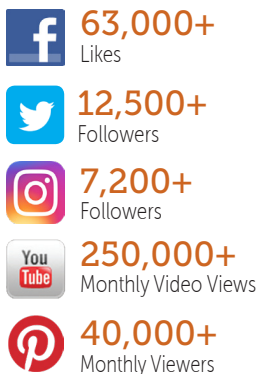 63,000+
Likes
12,500+
Followers
7,200+
Followers
You
Tube
250,000+
Monthly Video Views
40,000+
Monthly Viewers